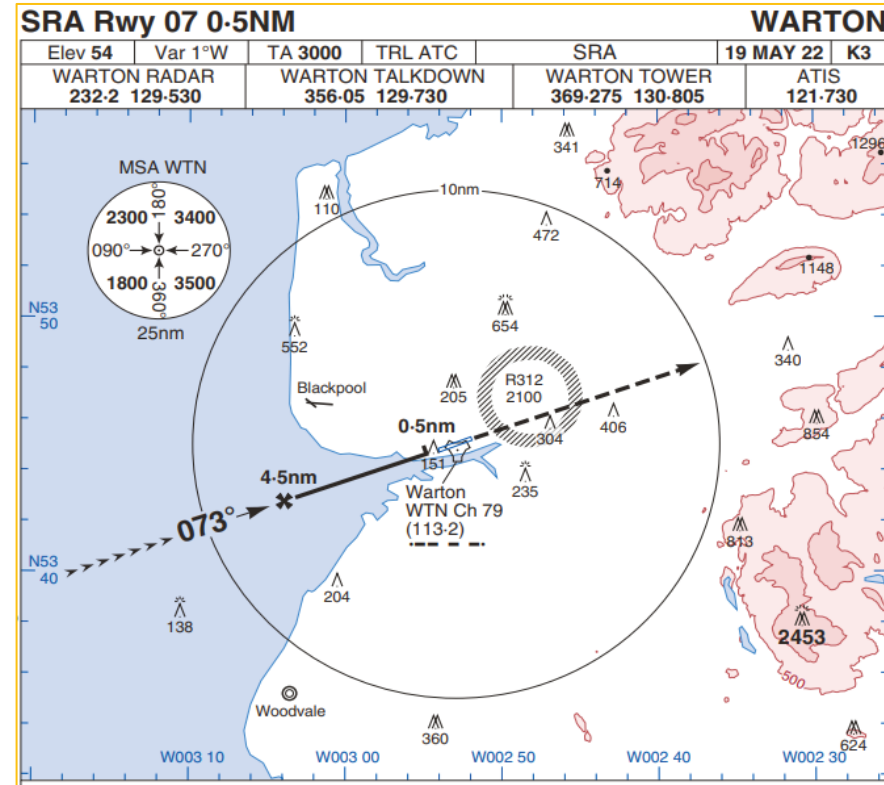 SRA Rwy 07 0·5NM WARTON
Elev 54 Var 1°W TA 3000 TRL ATC SRA 19 MAY 22 K3
WARTON RADAR WARTON TALKDOWN WARTON TOWER ATIS
232·2 129·530 356·05 129·730 369·275 130·805 121·730
341
1296
MSA WTN
714
180°
10nm
110
2300 3400
472
090° 270°
1148
1800 3500
360°
N53
50
654
25nm
552
340
R312
2100
Blackpool
205
0·5nm
304
406
854
151
4·5nm
235
Warton
WTN Ch 79
(113·2)
073°
813
N53
40
204
138
2453
500
Woodvale
360
624
W003 10 W003 00 W002 50 W002 40 W002 30